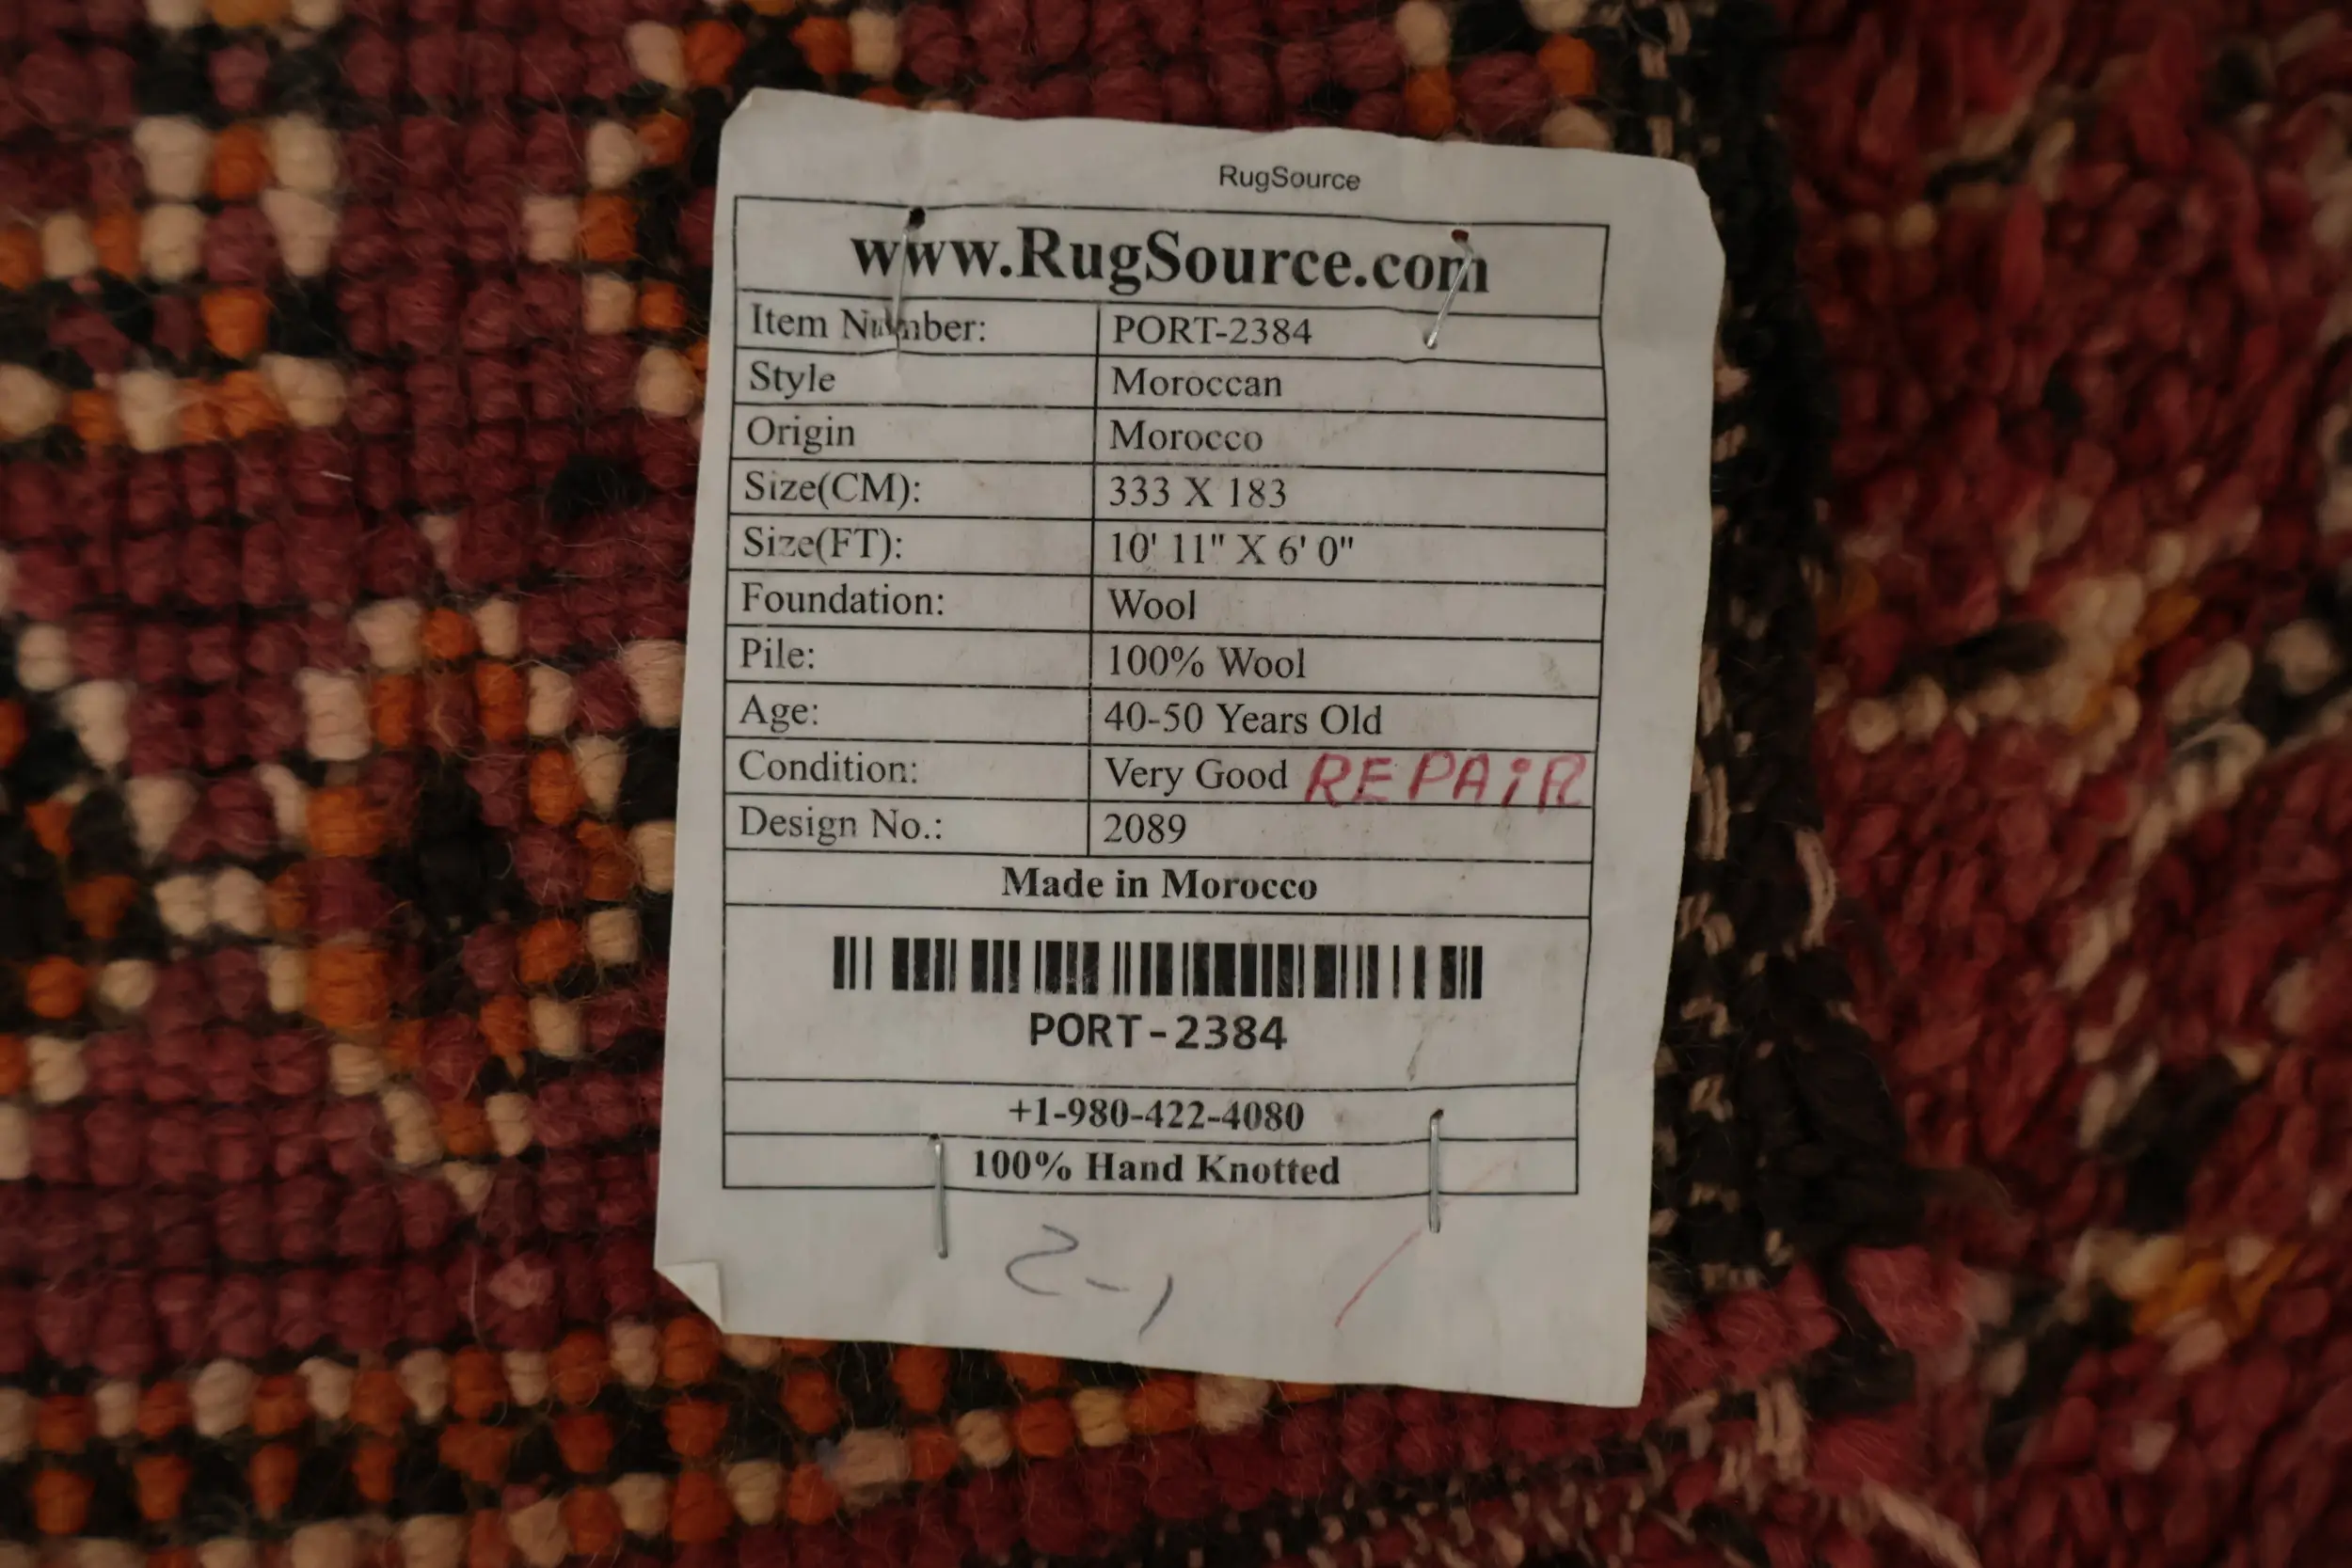 RugSource
www.RugSource.com
Item Number: PORT-2384
Style Moroccan
Origin Morocco
Size(CM): 333 X 183
Size(FT): 10' 11" X 6' 0"
Foundation: Wool
Pile: 100% Wool
Age: 40-50 Years Old
Condition: Very Good REPAiR
Design No.: 2089
Made in Morocco
PORT-2384
+1-980-422-4080
100% Hand Knotted